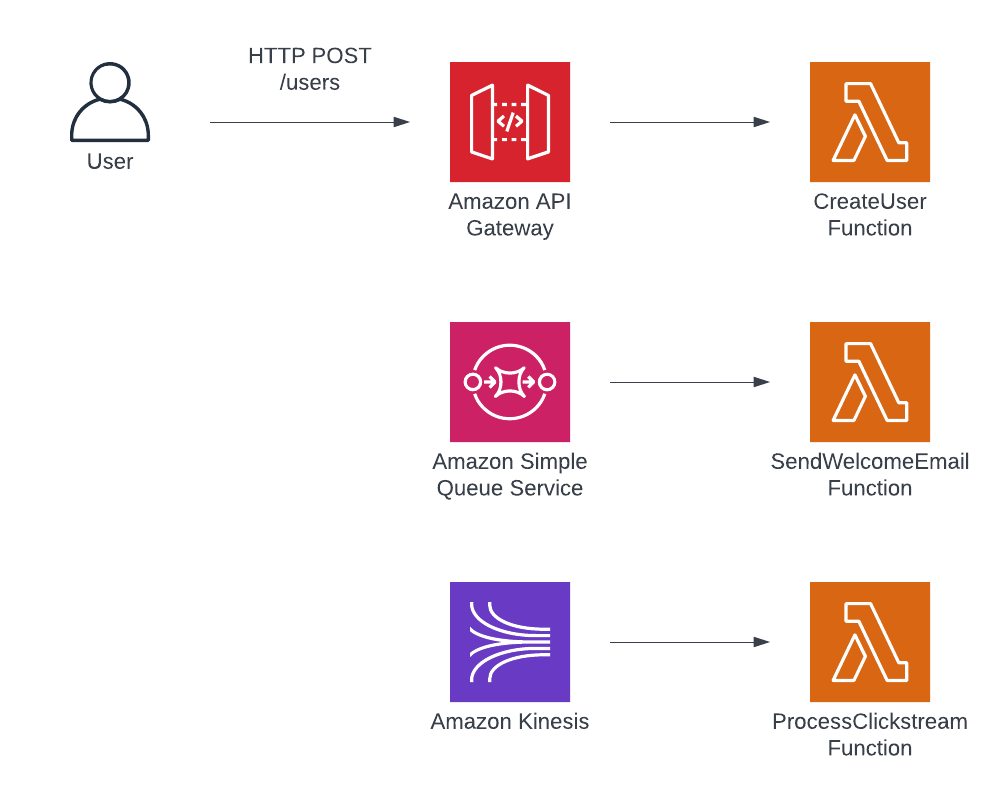 HTTP POST
/users
User
Amazon API
Gateway
CreateUser
Function
Amazon Simple
Queue Service
SendWelcomeEmail
Function
Amazon Kinesis
ProcessClickstream
Function